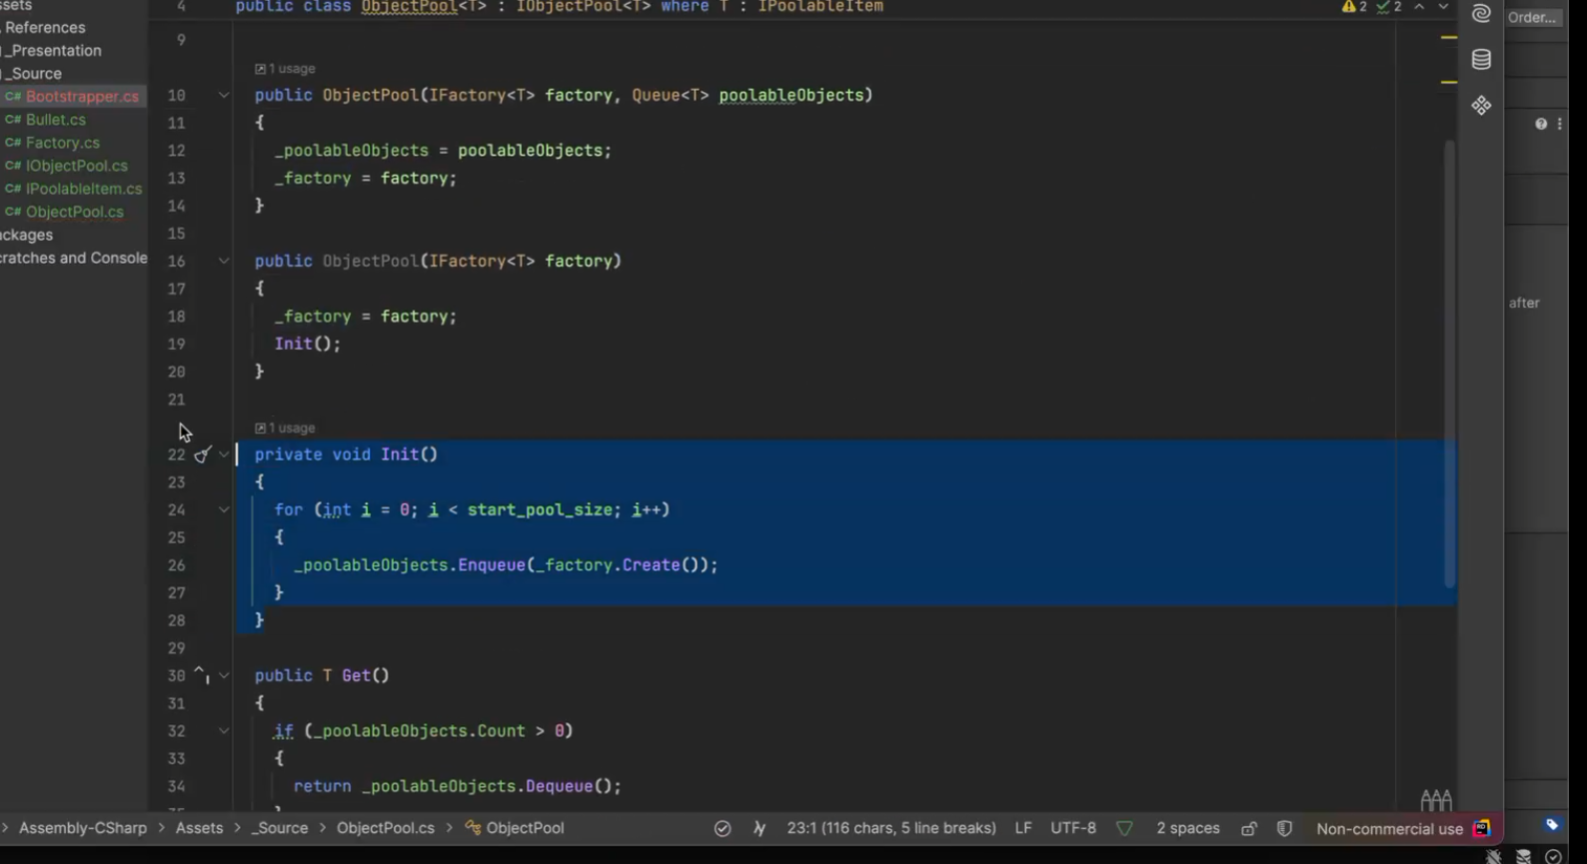 ssets
References
_Presentation
_Source
C# Bootstrapper.cs
C# Bullet.cs
C# Factory.cs
C# IObjectPool.cs
C# IPoolableItem.cs
C# ObjectPool.cs
ackages
cratches and Console
4 public class ObjectPool<T> : IObjectPool<T> where T : IPoolableItem
2 2
9
1 usage
10 public ObjectPool(IFactory<T> factory, Queue<T> poolableObjects)
11 {
12 _poolableObjects = poolableObjects;
13 _factory = factory;
14 }
15
16 public ObjectPool(IFactory<T> factory)
17 {
18 _factory = factory;
19 Init();
20 }
21
1 usage
22 private void Init()
23 {
24 for (int i = 0; i < start_pool_size; i++)
25 {
26 _poolableObjects.Enqueue(_factory.Create());
27 }
28 }
29
30 public T Get()
31 {
32 if (_poolableObjects.Count > 0)
33 {
34 return _poolableObjects.Dequeue();
Order...
after
> Assembly-CSharp > Assets > _Source > ObjectPool.cs > ObjectPool
23:1 (116 chars, 5 line breaks) LF UTF-8 2 spaces Non-commercial use